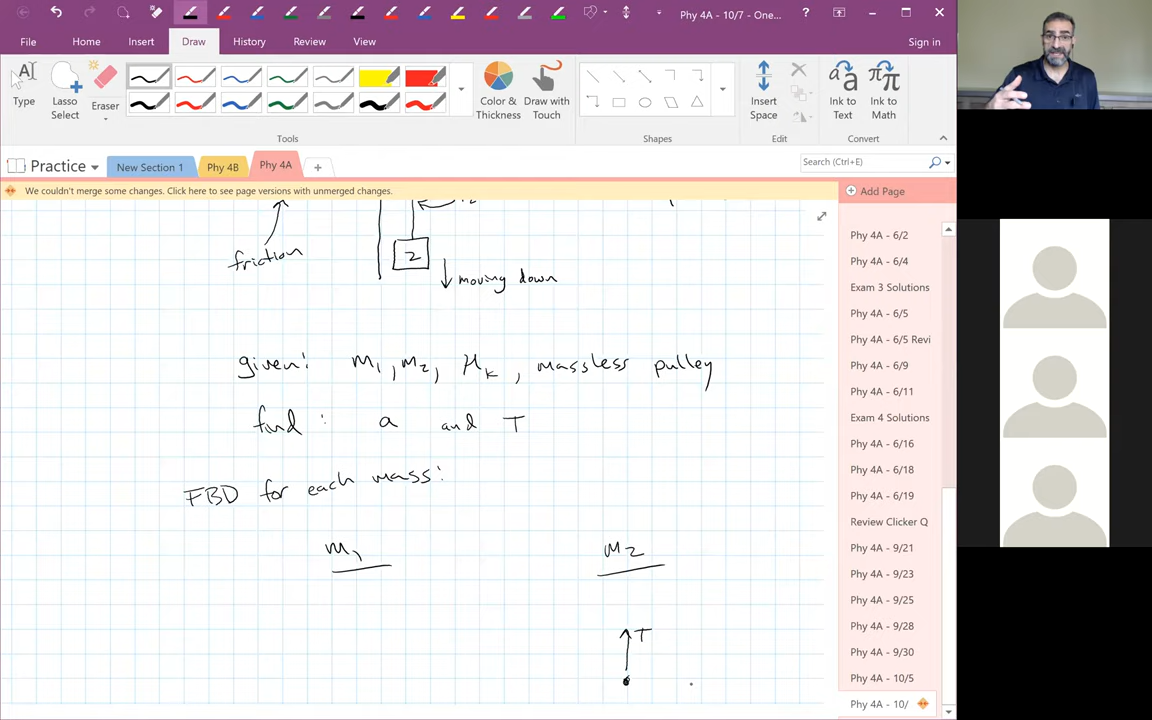 Phy 4A - 10/7 - One...
?
File
Home
Insert
Draw
History
Review
View
Sign in
Type
Lasso Select
Eraser
Color & Thickness
Draw with Touch
Insert Space
Ink to Text
Ink to Math
Tools
Shapes
Edit
Convert
Practice
New Section 1
Phy 4B
Phy 4A
Search (Ctrl+E)
We couldn't merge some changes. Click here to see page versions with unmerged changes.
Add Page
Phy 4A - 6/2
Phy 4A - 6/4
Exam 3 Solutions
Phy 4A - 6/5
Phy 4A - 6/5 Revi
Phy 4A - 6/9
Phy 4A - 6/11
Exam 4 Solutions
Phy 4A - 6/16
Phy 4A - 6/18
Phy 4A - 6/19
Review Clicker Q
Phy 4A - 9/21
Phy 4A - 9/23
Phy 4A - 9/25
Phy 4A - 9/28
Phy 4A - 9/30
Phy 4A - 10/5
Phy 4A - 10/
friction
2
moving down
given: m₁, m₂, μₖ, massless pulley
find: a and T
FBD for each mass:
m₁
m₂
T